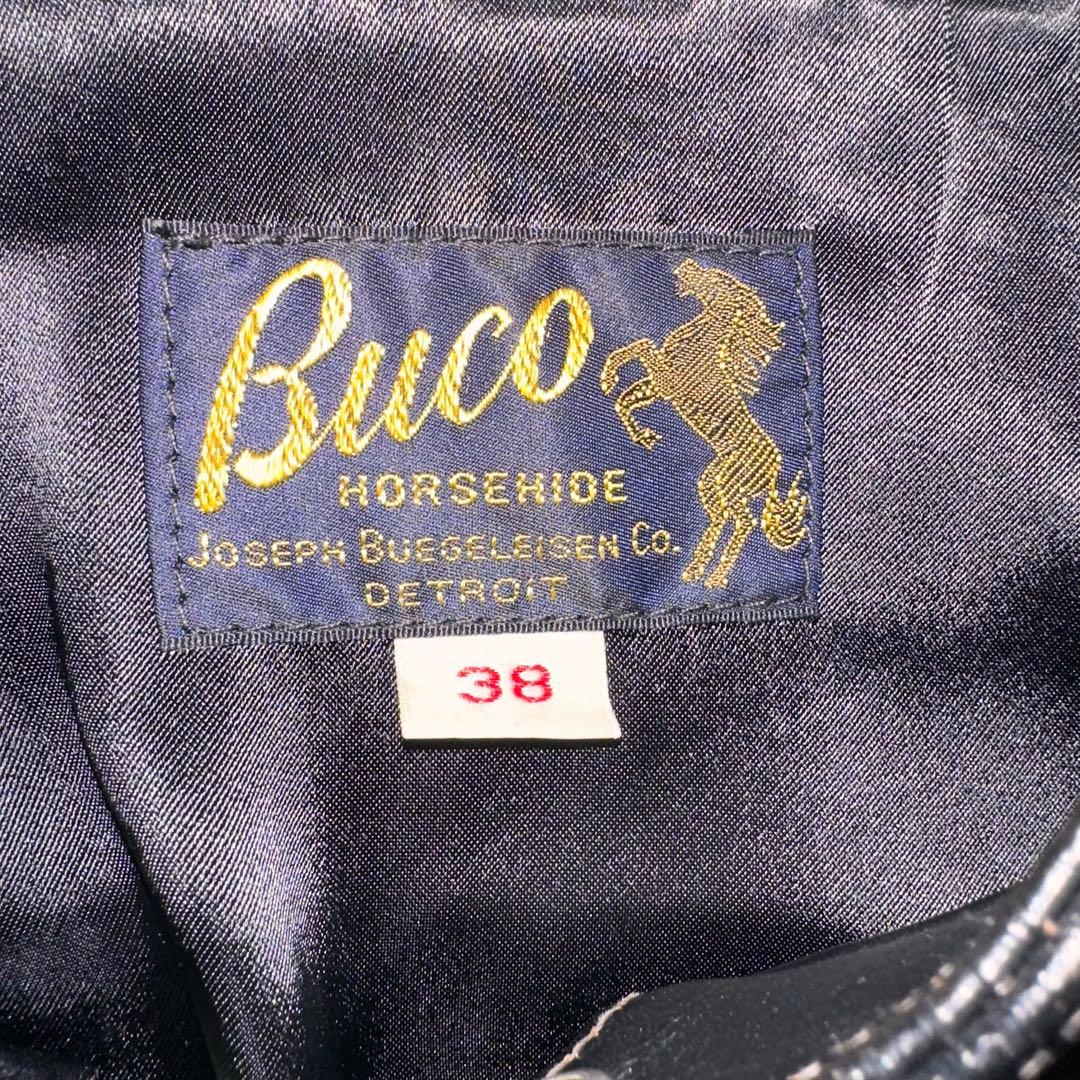 Buco
HORSEHIDE
JOSEPH BUEGELEISEN Co.
DETROIT
38